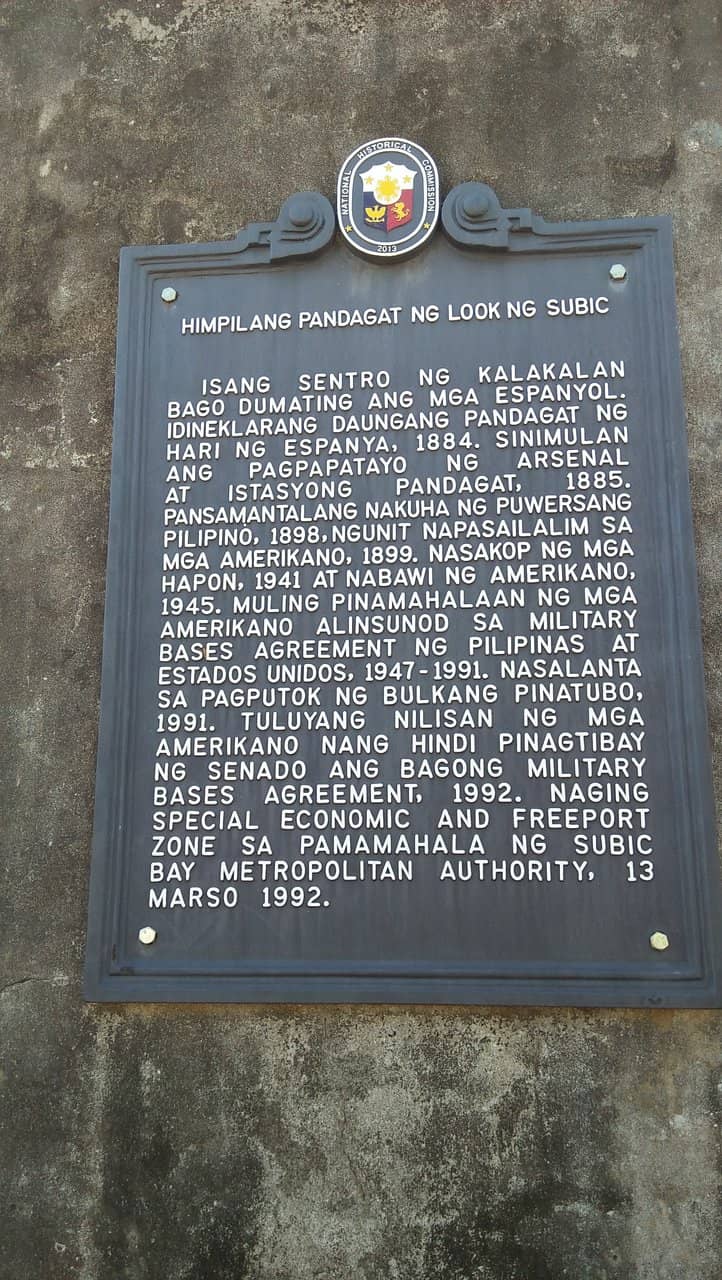 NATIONAL HISTORICAL COMMISSION
2013
HIMPILANG PANDAGAT NG LOOK NG SUBIC
ISANG SENTRO NG KALAKALAN
BAGO DUMATING ANG MGA ESPANYOL.
IDINEKLARANG DAUNGANG PANDAGAT NG
HARI NG ESPANYA, 1884. SINIMULAN
ANG PAGPAPATAYO NG ARSENAL
AT ISTASYONG PANDAGAT, 1885.
PANSAMANTALANG NAKUHA NG PUWERSANG
PILIPINO, 1898, NGUNIT NAPASAILALIM SA
MGA AMERIKANO, 1899. NASAKOP NG MGA
HAPON, 1941 AT NABAWI NG AMERIKANO,
1945. MULING PINAMAHALAAN NG MGA
AMERIKANO ALINSUNOD SA MILITARY
BASES AGREEMENT NG PILIPINAS AT
ESTADOS UNIDOS, 1947-1991. NASALANTA
SA PAGPUTOK NG BULKANG PINATUBO,
1991. TULUYANG NILISAN NG MGA
AMERIKANO NANG HINDI PINAGTIBAY
NG SENADO ANG BAGONG MILITARY
BASES AGREEMENT, 1992. NAGING
SPECIAL ECONOMIC AND FREEPORT
ZONE SA PAMAMAHALA NG SUBIC
BAY METROPOLITAN AUTHORITY, 13
MARSO 1992.